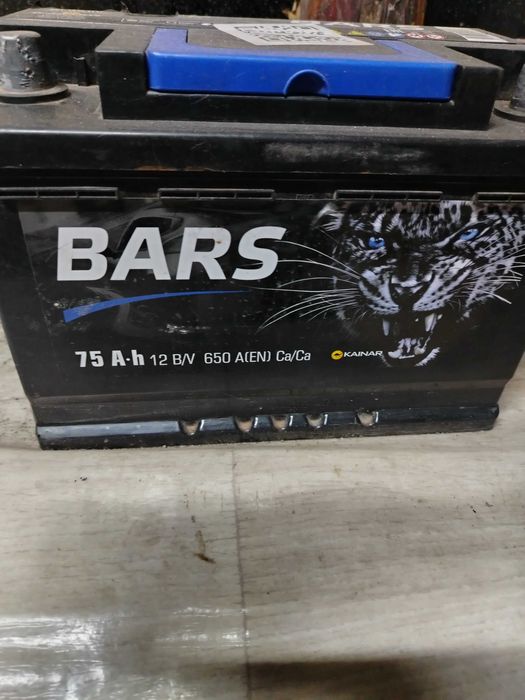 BARS
75 A·h 12 B/V 650 A(EN) Ca/Ca
KAINAR